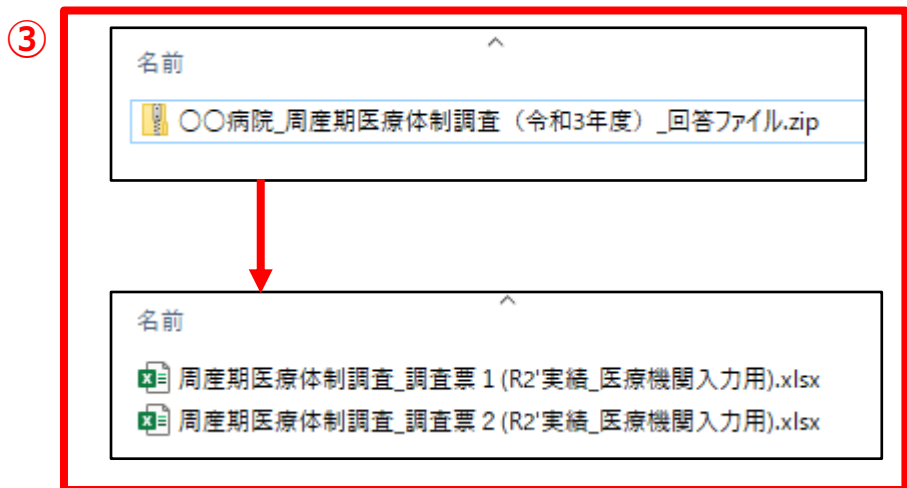 ③
名前
〇〇病院_周産期医療体制調査（令和3年度）_回答ファイル.zip
名前
周産期医療体制調査_調査票１(R2'実績_医療機関入力用).xlsx
周産期医療体制調査_調査票２(R2'実績_医療機関入力用).xlsx